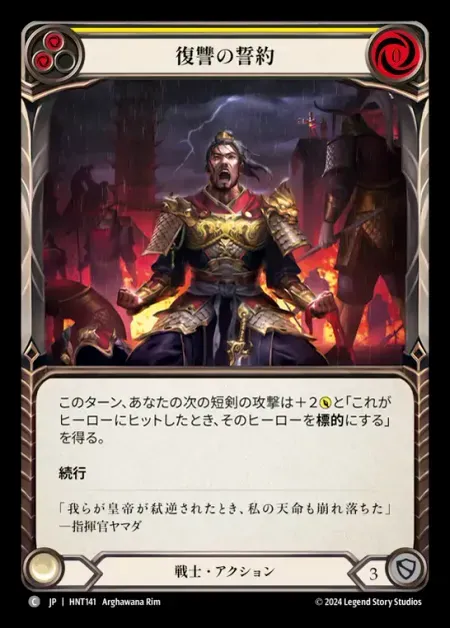 復讐の誓約
0
このターン、あなたの次の短剣の攻撃は+2と「これが
ヒーローにヒットしたとき、そのヒーローを標的にする」
を得る。
続行
「我らが皇帝が弑逆されたとき、私の天命も崩れ落ちた」
—指揮官ヤマダ
戦士・アクション
3
C JP | HNT141 Arghawana Rim
© 2024 Legend Story Studios